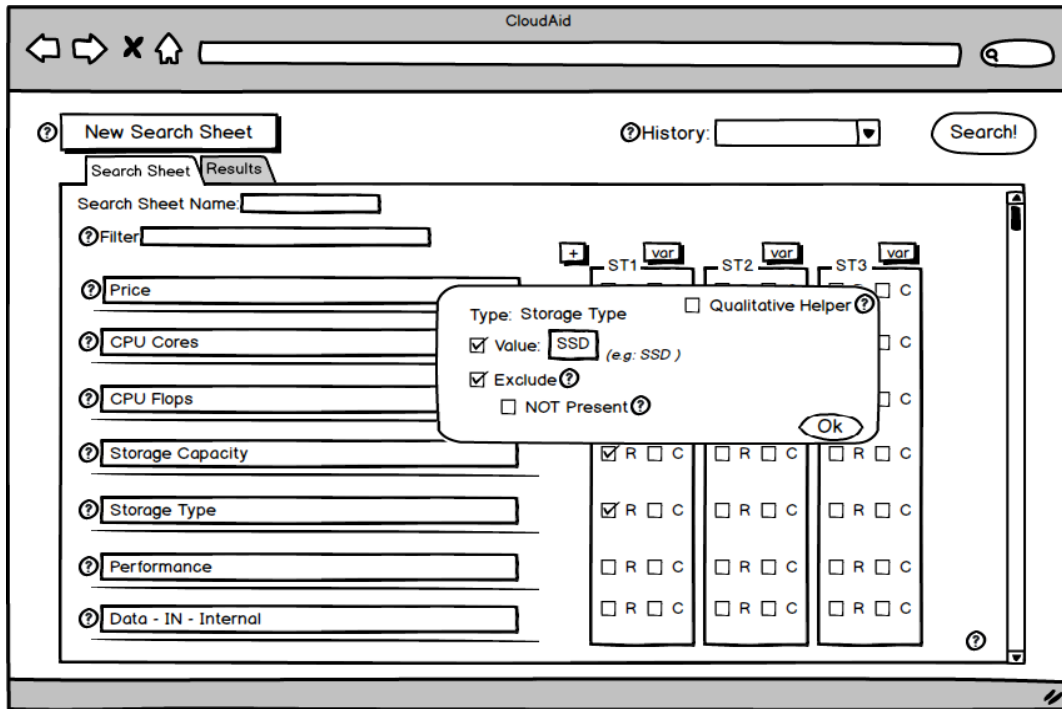 CloudAid
? New Search Sheet ? History: Search!
Search Sheet Results
Search Sheet Name:
? Filter
+ var var var
ST1 ST2 ST3
? Price C
? CPU Cores C
? CPU Flops C
Type: Storage Type Qualitative Helper ?
Value: SSD (e.g: SSD )
Exclude ?
NOT Present ?
Ok
? Storage Capacity R C R C R C
? Storage Type R C R C R C
? Performance R C R C R C
? Data - IN - Internal R C R C R C
?